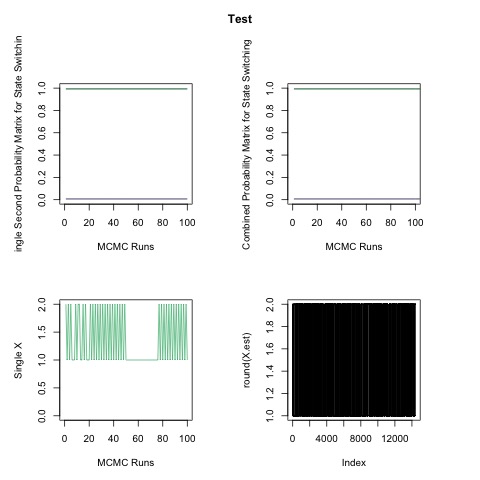 Test
ingle Second Probability Matrix for State Switchin
1.0
0.8
0.6
0.4
0.2
0.0
0 20 40 60 80 100
MCMC Runs
Combined Probability Matrix for State Switching
1.0
0.8
0.6
0.4
0.2
0.0
0 20 40 60 80 100
MCMC Runs
Single X
2.0
1.5
1.0
0.5
0.0
0 20 40 60 80 100
MCMC Runs
round(X.est)
2.0
1.8
1.6
1.4
1.2
1.0
0 4000 8000 12000
Index